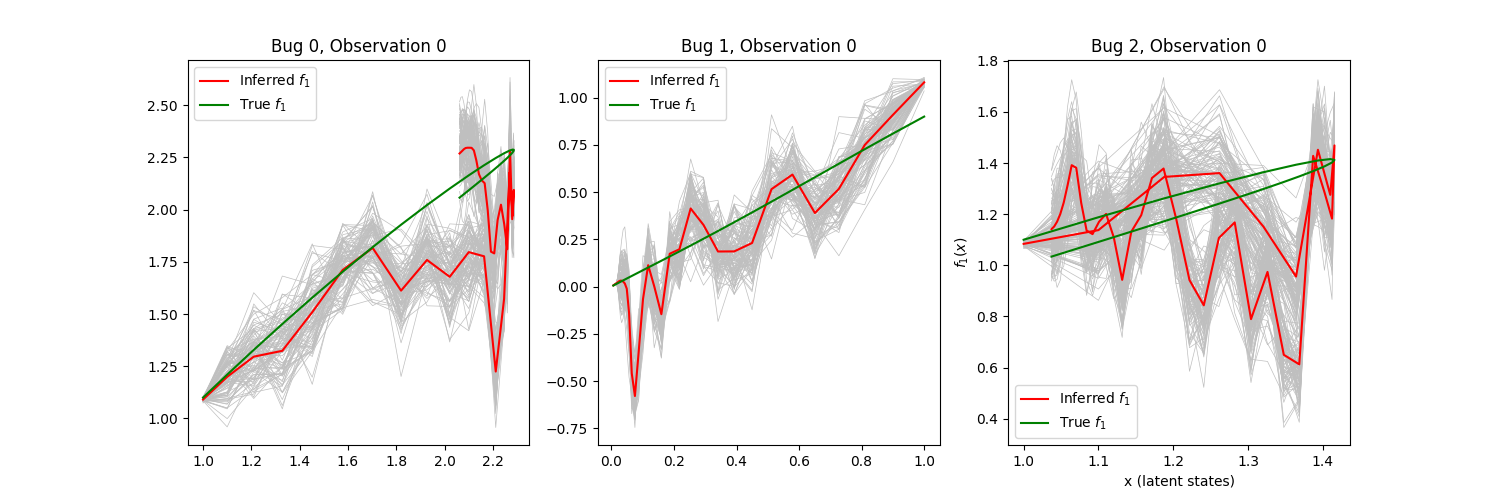 Bug 0, Observation 0
Inferred f₁
True f₁
2.50
2.25
2.00
1.75
1.50
1.25
1.00
1.0 1.2 1.4 1.6 1.8 2.0 2.2
Bug 1, Observation 0
Inferred f₁
True f₁
1.00
0.75
0.50
0.25
0.00
−0.25
−0.50
−0.75
0.0 0.2 0.4 0.6 0.8 1.0
Bug 2, Observation 0
f₁(x)
1.8
1.6
1.4
1.2
1.0
0.8
0.6
0.4
Inferred f₁
True f₁
1.0 1.1 1.2 1.3 1.4
x (latent states)